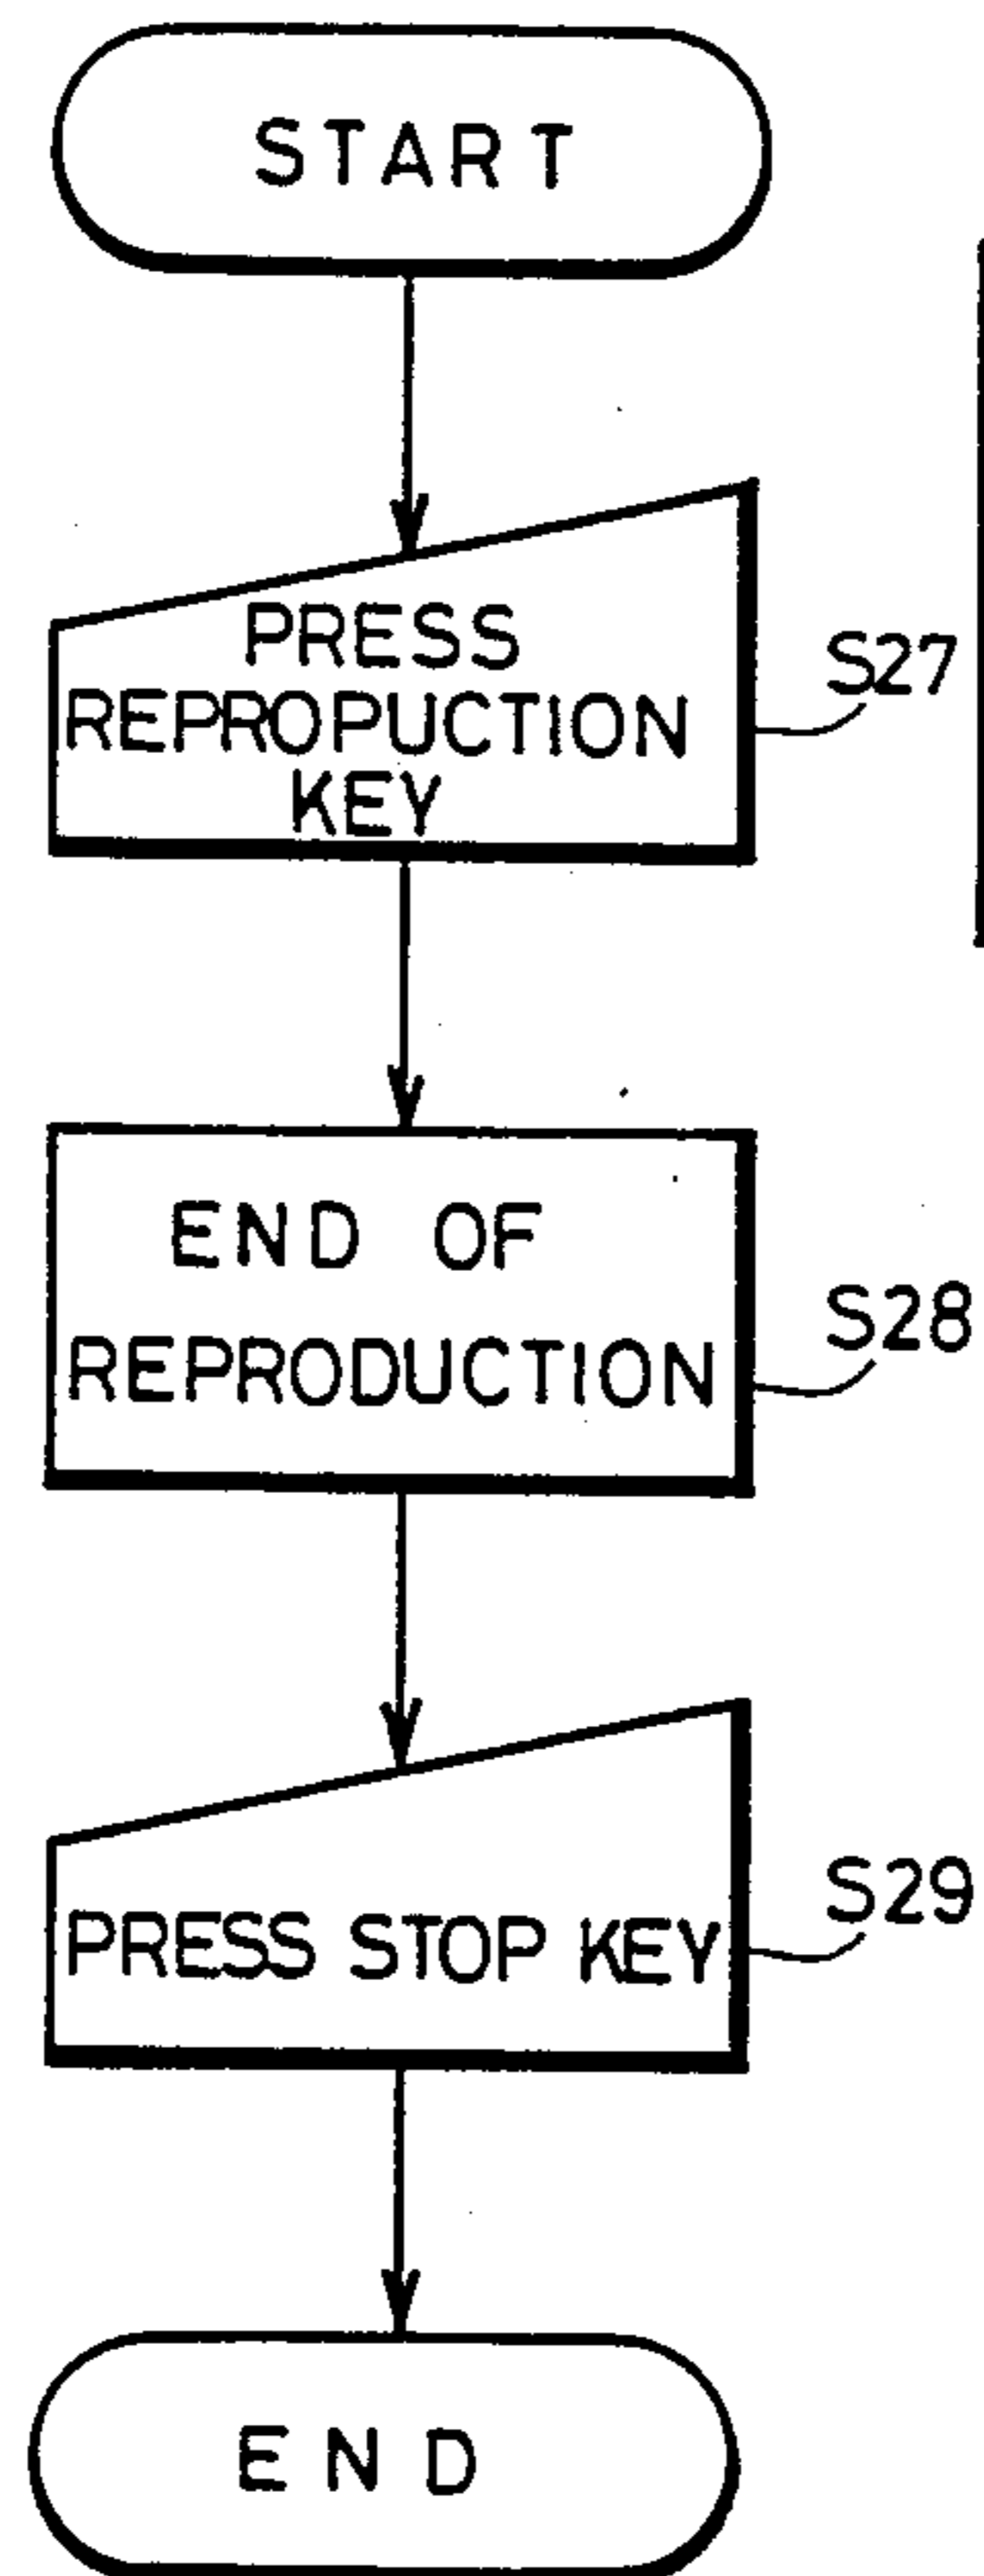 START
PRESS
REPROPUCTION
KEY
S27
END OF
REPRODUCTION
S28
PRESS STOP KEY
S29
END